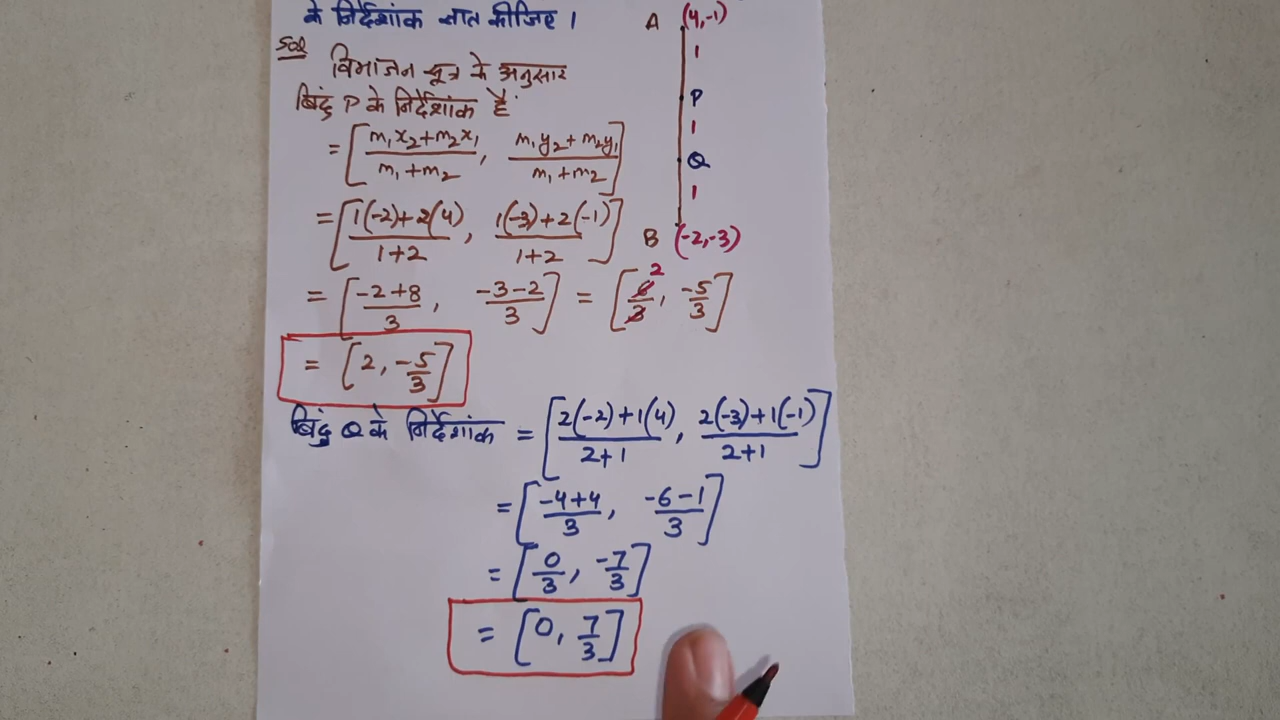 के निर्देशांक ज्ञात कीजिए ।
Sol
विभाजन सूत्र के अनुसार
बिंदु P के निर्देशांक हैं
= [m₁x₂+m₂x₁/m₁+m₂, m₁y₂+m₂y₁/m₁+m₂]
= [1(-2)+2(4)/1+2, 1(-3)+2(-1)/1+2]
= [-2+8/3, -3-2/3] = [6/3, -5/3]
2
= [2, -5/3]
बिंदु Q के निर्देशांक = [2(-2)+1(4)/2+1, 2(-3)+1(-1)/2+1]
= [-4+4/3, -6-1/3]
= [0/3, -7/3]
= [0, 7/3]
A (4,-1)
1
P
1
Q
1
B (-2,-3)